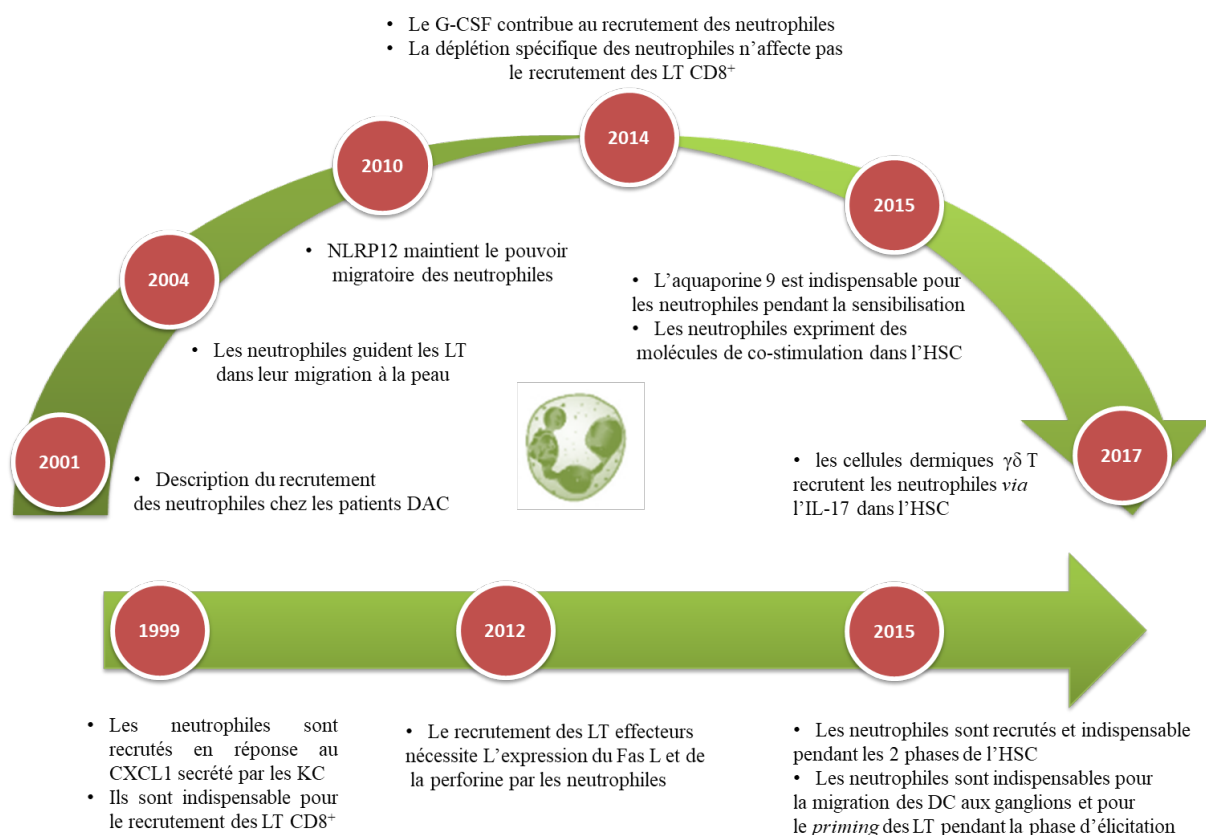 • Le G-CSF contribue au recrutement des neutrophiles
• La déplétion spécifique des neutrophiles n’affecte pas
le recrutement des LT CD8⁺
2014
2010
2015
• NLRP12 maintient le pouvoir
migratoire des neutrophiles
2004
• L’aquaporine 9 est indispensable pour
les neutrophiles pendant la sensibilisation
• Les neutrophiles expriment des
molécules de co-stimulation dans l’HSC
• Les neutrophiles guident les LT
dans leur migration à la peau
2001
• Description du recrutement
des neutrophiles chez les patients DAC
2017
• les cellules dermiques γδ T
recrutent les neutrophiles via
l’IL-17 dans l’HSC
1999
2012
2015
• Les neutrophiles sont
recrutés en réponse au
CXCL1 secrété par les KC
• Ils sont indispensable pour
le recrutement des LT CD8⁺
• Le recrutement des LT effecteurs
nécessite L’expression du Fas L et de
la perforine par les neutrophiles
• Les neutrophiles sont recrutés et indispensable
pendant les 2 phases de l’HSC
• Les neutrophiles sont indispensables pour
la migration des DC aux ganglions et pour
le priming des LT pendant la phase d’élicitation